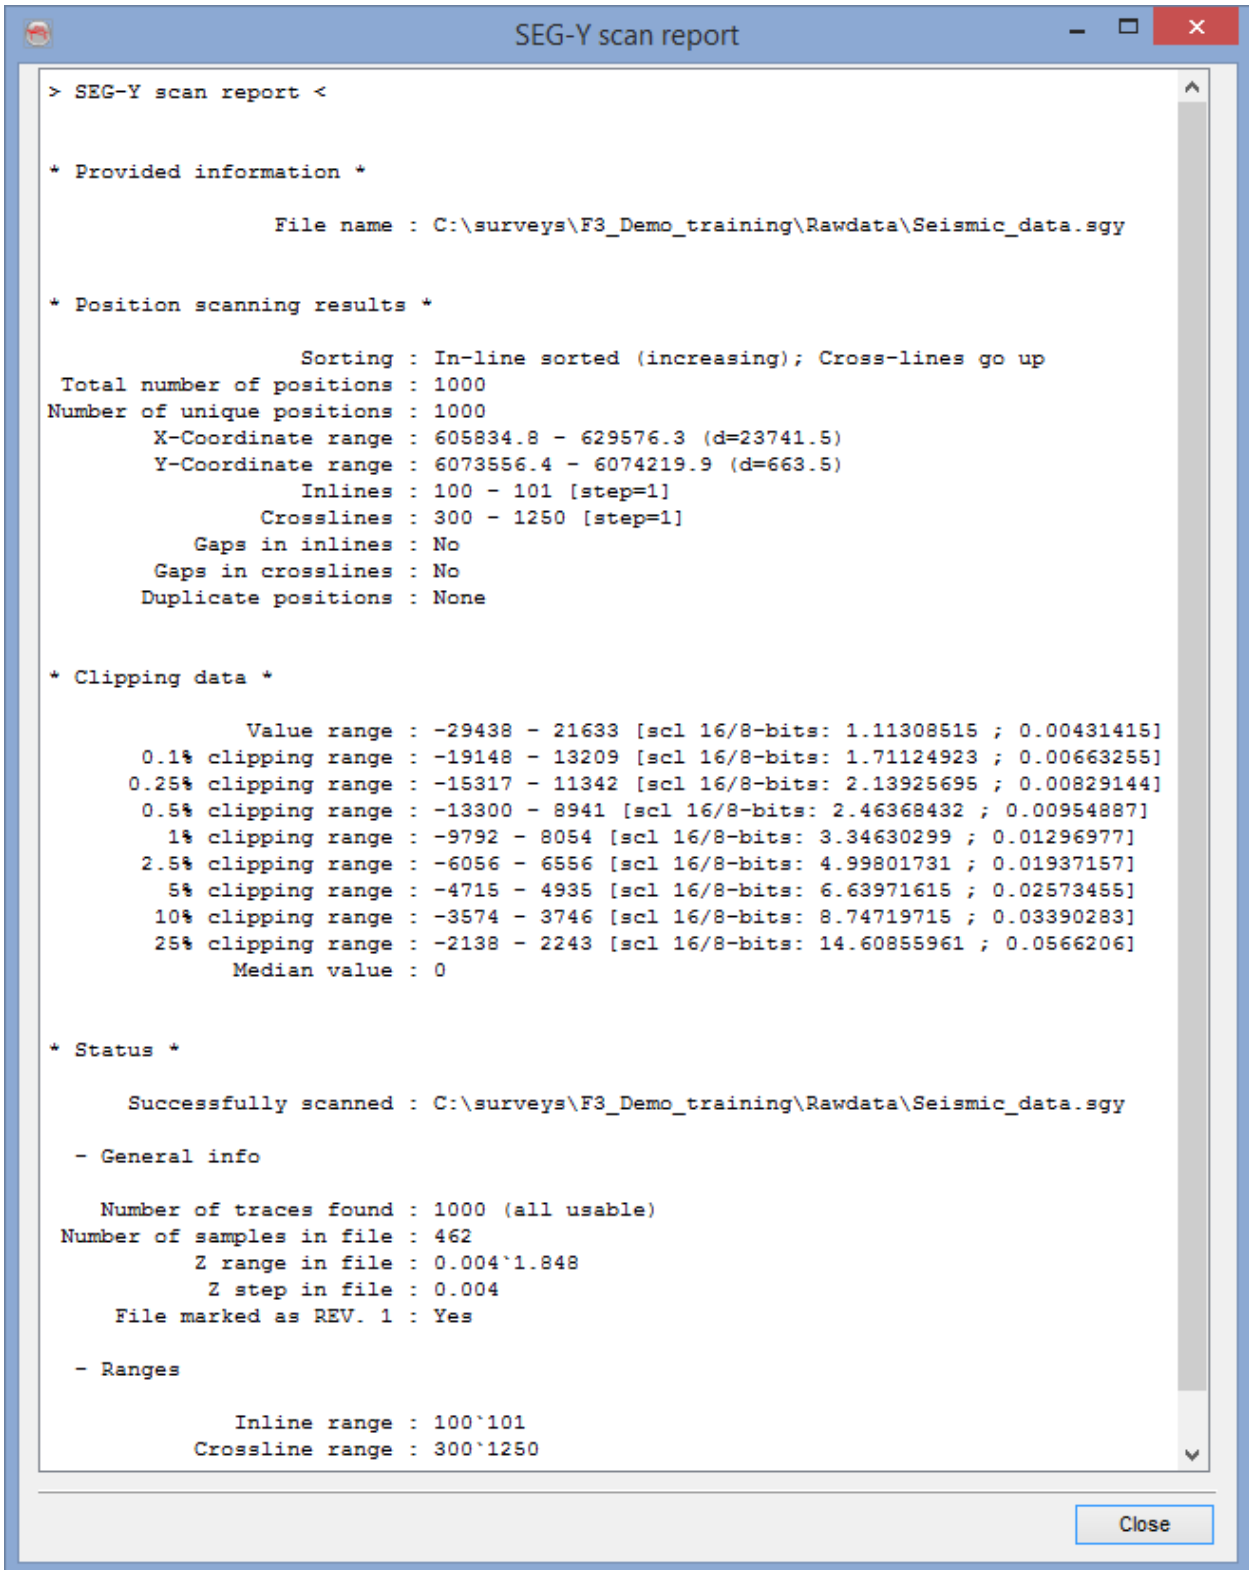 SEG-Y scan report
> SEG-Y scan report <
* Provided information *
File name : C:\surveys\F3_Demo_training\Rawdata\Seismic_data.sgy
* Position scanning results *
Sorting : In-line sorted (increasing); Cross-lines go up
Total number of positions : 1000
Number of unique positions : 1000
X-Coordinate range : 605834.8 - 629576.3 (d=23741.5)
Y-Coordinate range : 6073556.4 - 6074219.9 (d=663.5)
Inlines : 100 - 101 [step=1]
Crosslines : 300 - 1250 [step=1]
Gaps in inlines : No
Gaps in crosslines : No
Duplicate positions : None
* Clipping data *
Value range : -29438 - 21633 [scl 16/8-bits: 1.11308515 ; 0.00431415]
0.1% clipping range : -19148 - 13209 [scl 16/8-bits: 1.71124923 ; 0.00663255]
0.25% clipping range : -15317 - 11342 [scl 16/8-bits: 2.13925695 ; 0.00829144]
0.5% clipping range : -13300 - 8941 [scl 16/8-bits: 2.46368432 ; 0.00954887]
1% clipping range : -9792 - 8054 [scl 16/8-bits: 3.34630299 ; 0.01296977]
2.5% clipping range : -6056 - 6556 [scl 16/8-bits: 4.99801731 ; 0.01937157]
5% clipping range : -4715 - 4935 [scl 16/8-bits: 6.63971615 ; 0.02573455]
10% clipping range : -3574 - 3746 [scl 16/8-bits: 8.74719715 ; 0.03390283]
25% clipping range : -2138 - 2243 [scl 16/8-bits: 14.60855961 ; 0.0566206]
Median value : 0
* Status *
Successfully scanned : C:\surveys\F3_Demo_training\Rawdata\Seismic_data.sgy
- General info
Number of traces found : 1000 (all usable)
Number of samples in file : 462
Z range in file : 0.004`1.848
Z step in file : 0.004
File marked as REV. 1 : Yes
- Ranges
Inline range : 100`101
Crossline range : 300`1250
Close